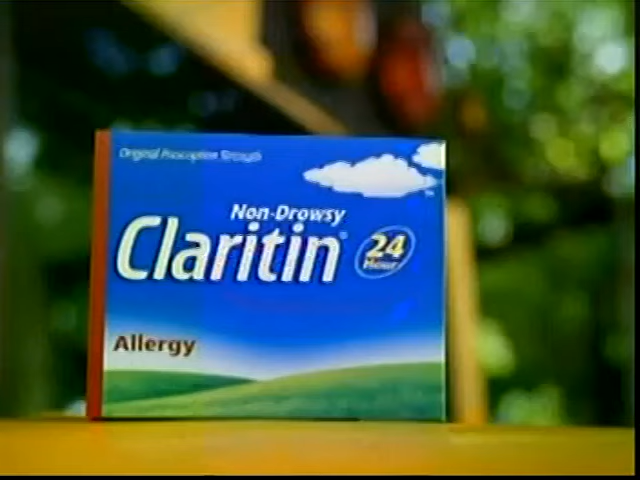 Original Prescription Strength
Non-Drowsy
Claritin®
24
Hour
Allergy